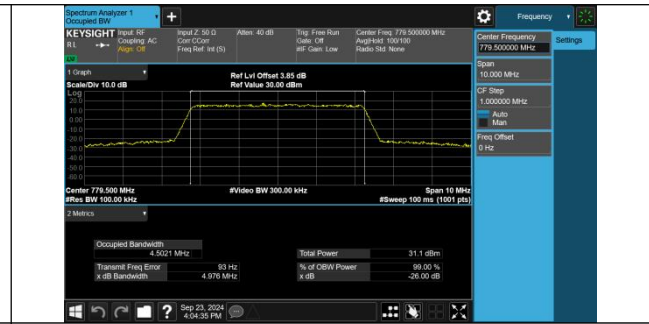 Spectrum Analyzer 1
Occupied BW
+
Frequency
KEYSIGHT
R L
Input: RF
Coupling: AC
Align: Off
Input Z: 50 Ω
Corr CCorr
Freq Ref: Int (S)
Atten: 40 dB
Trig: Free Run
Gate: Off
#IF Gain: Low
Center Freq: 779.500000 MHz
Avg|Hold: 100/100
Radio Std: None
Center Frequency
779.500000 MHz
Settings
Span
10.000 MHz
CF Step
1.000000 MHz
Auto
Man
Freq Offset
0 Hz
1 Graph
Scale/Div 10.0 dB
Ref Lvl Offset 3.85 dB
Ref Value 30.00 dBm
Log
20.0
10.0
0.00
-10.0
-20.0
-30.0
-40.0
-50.0
-60.0
Center 779.500 MHz
#Video BW 300.00 kHz
Span 10 MHz
#Res BW 100.00 kHz
#Sweep 100 ms (1001 pts)
2 Metrics
Occupied Bandwidth
4.5021 MHz
Total Power 31.1 dBm
Transmit Freq Error 93 Hz
% of OBW Power 99.00 %
x dB Bandwidth 4.976 MHz
x dB -26.00 dB
?
Sep 23, 2024
4:04:35 PM